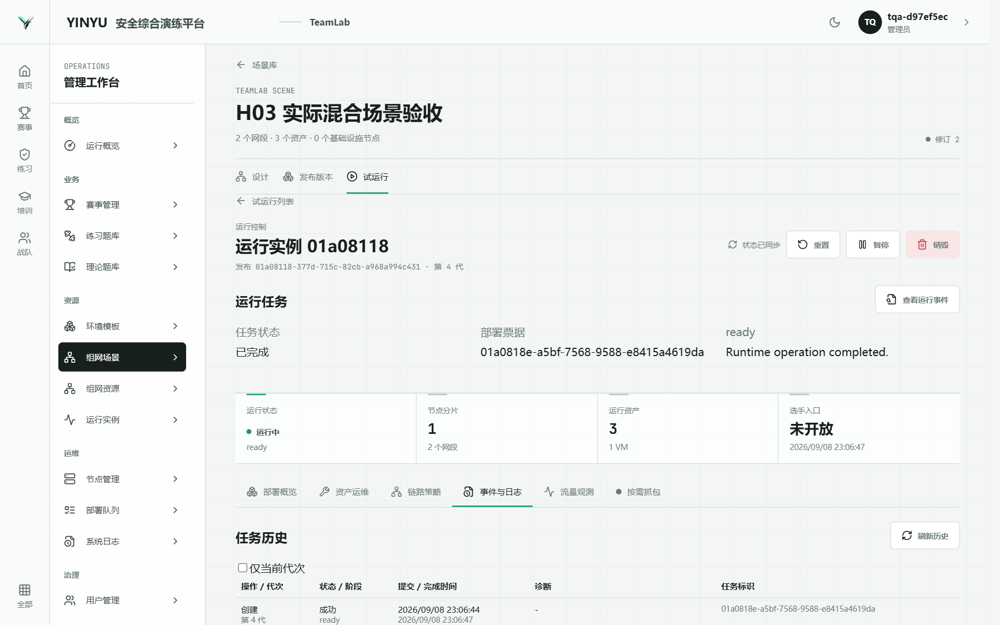 YINYU 安全综合演练平台
TeamLab
TQ
tqa-d97ef5ec
管理员
首页
赛事
练习
培训
战队
全部
OPERATIONS
管理工作台
概览
运行概览
业务
赛事管理
练习题库
理论题库
资源
环境模板
组网场景
组网资源
运行实例
运维
节点管理
部署队列
系统日志
治理
用户管理
场景库
TEAMLAB SCENE
H03 实际混合场景验收
2 个网段 · 3 个资产 · 0 个基础设施节点
修订 2
设计
发布版本
试运行
试运行列表
运行控制
运行实例 01a08118
发布 01a08118-377d-715c-82cb-a968a994c431 · 第 4 代
状态已同步
重置
暂停
销毁
运行任务
查看运行事件
任务状态
已完成
部署票据
01a0818e-a5bf-7568-9588-e8415a4619da
ready
Runtime operation completed.
运行状态
运行中
ready
节点分片
1
2 个网段
运行资产
3
1 VM
选手入口
未开放
2026/09/08 23:06:47
部署概览
资产运维
链路策略
事件与日志
流量观测
按需抓包
任务历史
刷新历史
仅当前代次
操作 / 代次
状态 / 阶段
提交 / 完成时间
诊断
任务标识
创建
第 4 代
成功
ready
2026/09/08 23:06:44
2026/09/08 23:06:47
-
01a0818e-a5bf-7568-9588-e8415a4619da